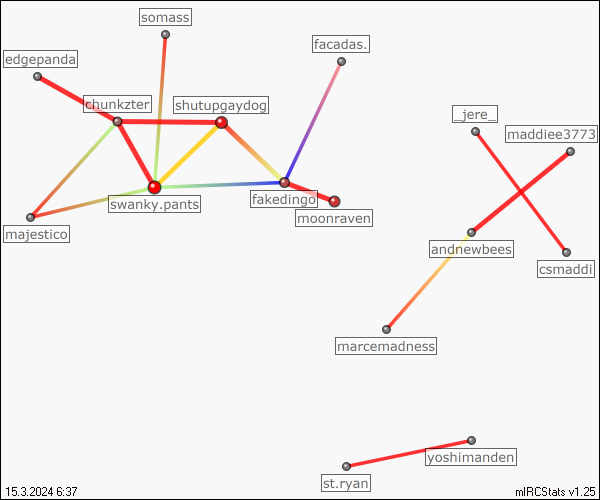 somass
facadas.
edgepanda
chunkzter
shutupgaydog
_jere_
maddiee3773
swanky.pants
fakedingo
moonraven
majestico
andnewbees
csmaddi
marcemadness
yoshimanden
st.ryan
15.3.2024 6:37
mIRCStats v1.25